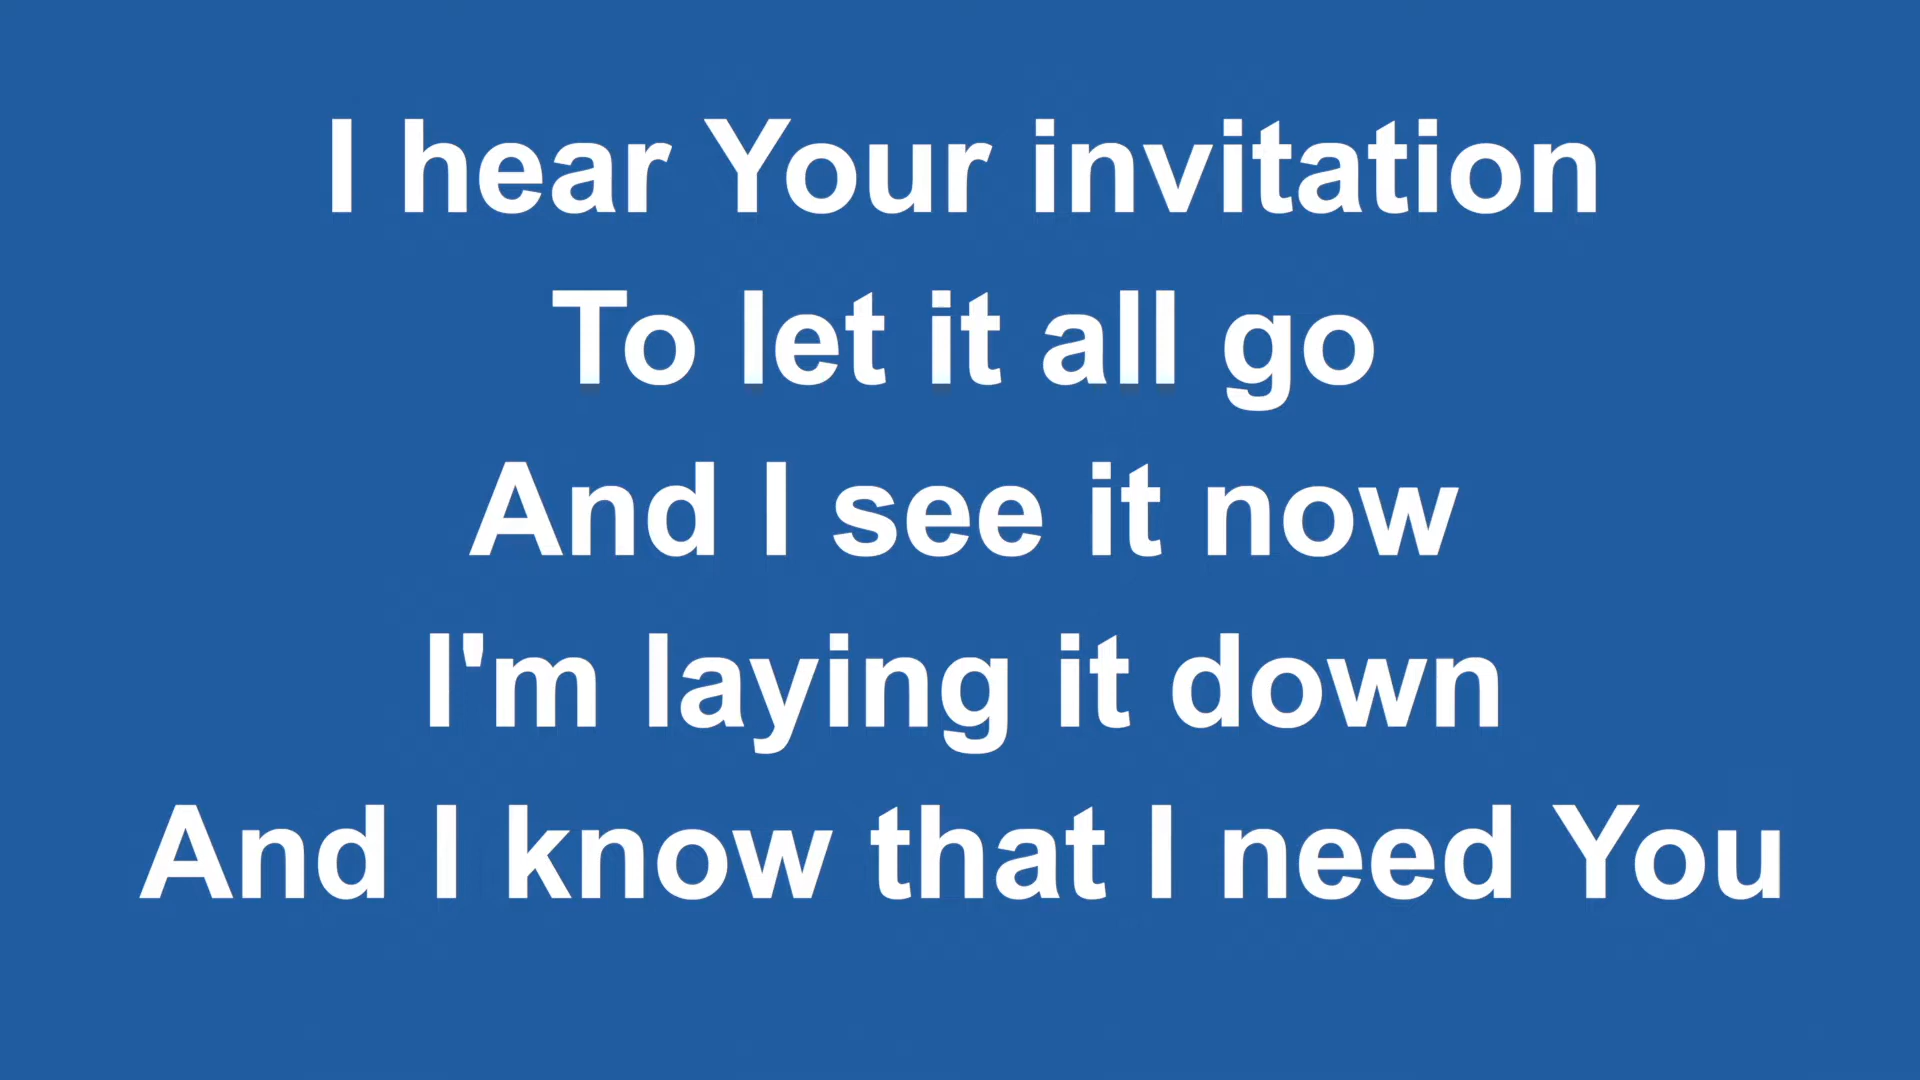 I hear Your invitation
To let it all go
And I see it now
I'm laying it down
And I know that I need You